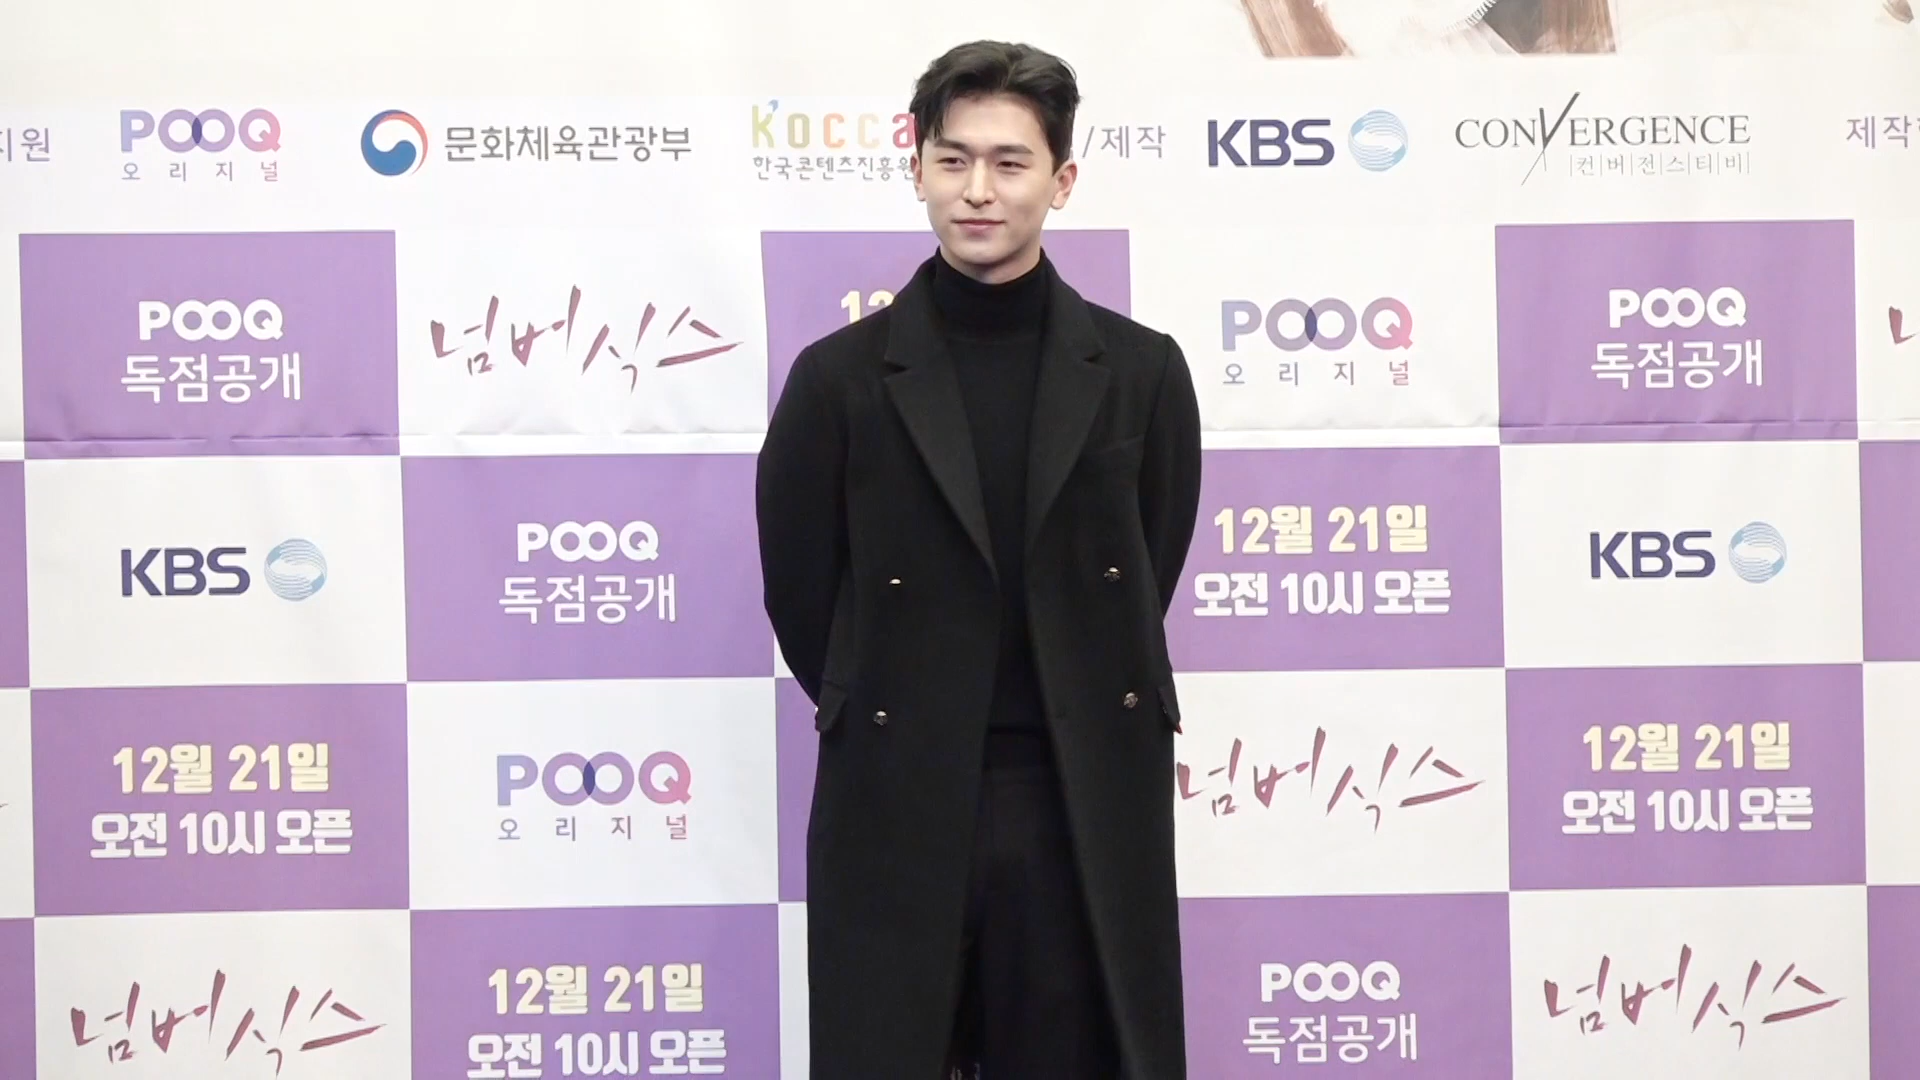 지원
POOQ
오 리 지 널
문화체육관광부
Kocca
한국콘텐츠진흥원
/제작
KBS
CONVERGENCE
컨|버|전|스|티|비
제작
POOQ
독점공개
넘버식스
12
POOQ
오 리 지 널
POOQ
독점공개
KBS
POOQ
독점공개
12월 21일
오전 10시 오픈
KBS
12월 21일
오전 10시 오픈
POOQ
오 리 지 널
넘버식스
12월 21일
오전 10시 오픈
넘버식스
12월 21일
오전 10시 오픈
POOQ
독점공개
넘버식스